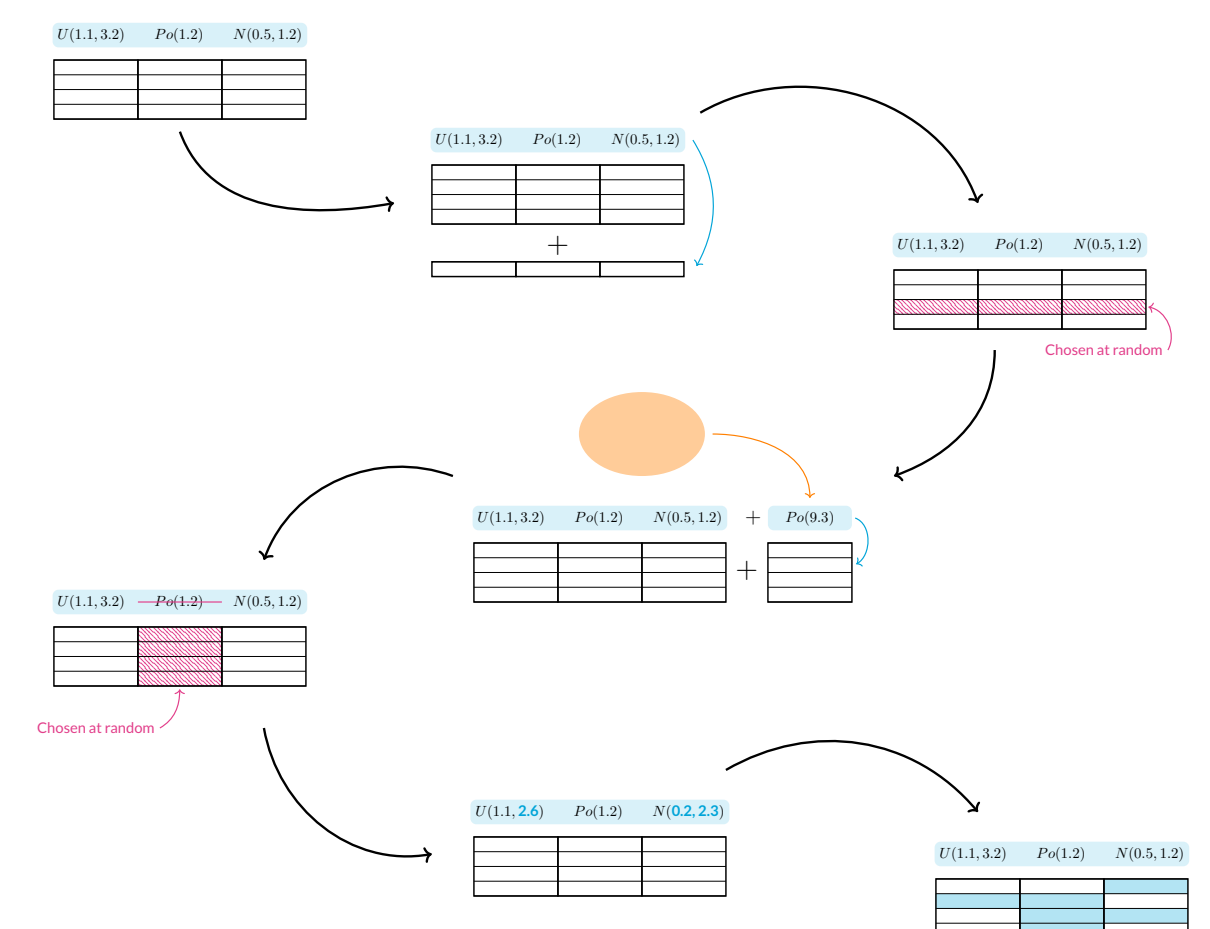 U(1.1, 3.2) Po(1.2) N(0.5, 1.2)
U(1.1, 3.2) Po(1.2) N(0.5, 1.2)
+
U(1.1, 3.2) Po(1.2) N(0.5, 1.2)
Chosen at random
U(1.1, 3.2) Po(1.2) N(0.5, 1.2) + Po(9.3)
+
U(1.1, 3.2) Po(1.2) N(0.5, 1.2)
Chosen at random
U(1.1, 2.6) Po(1.2) N(0.2, 2.3)
U(1.1, 3.2) Po(1.2) N(0.5, 1.2)